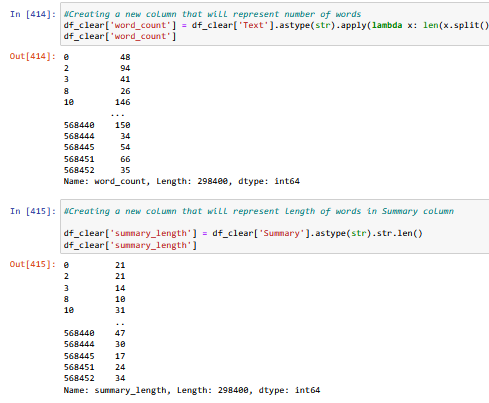 In [414]: #Creating a new column that will represent number of words
df_clear['word_count'] = df_clear['Text'].astype(str).apply(lambda x: len(x.split()
df_clear['word_count']
Out[414]: 0 48
2 94
3 41
8 26
10 146
...
568440 150
568444 34
568445 54
568451 66
568452 35
Name: word_count, Length: 298400, dtype: int64
In [415]: #Creating a new column that will represent length of words in Summary column
df_clear['summary_length'] = df_clear['Summary'].astype(str).str.len()
df_clear['summary_length']
Out[415]: 0 21
2 21
3 14
8 10
10 31
..
568440 47
568444 30
568445 17
568451 24
568452 34
Name: summary_length, Length: 298400, dtype: int64